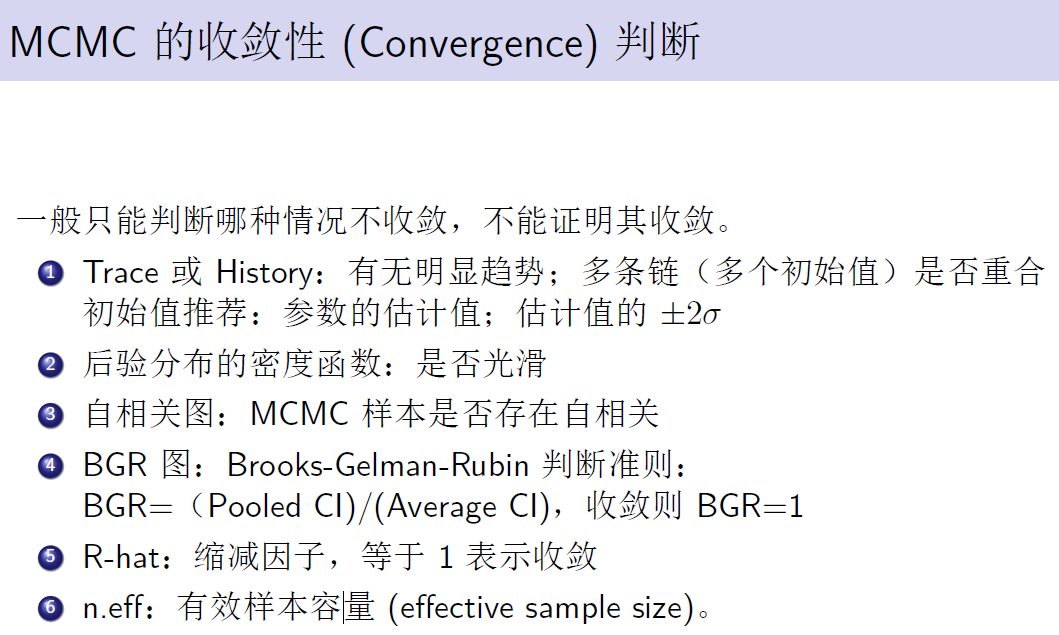 MCMC 的收敛性 (Convergence) 判断
一般只能判断哪种情况不收敛，不能证明其收敛。
1 Trace 或 History：有无明显趋势；多条链（多个初始值）是否重合
初始值推荐：参数的估计值；估计值的 ±2σ
2 后验分布的密度函数：是否光滑
3 自相关图：MCMC 样本是否存在自相关
4 BGR 图：Brooks-Gelman-Rubin 判断准则：
BGR=（Pooled CI)/(Average CI)，收敛则 BGR=1
5 R-hat：缩减因子，等于 1 表示收敛
6 n.eff：有效样本容量 (effective sample size)。